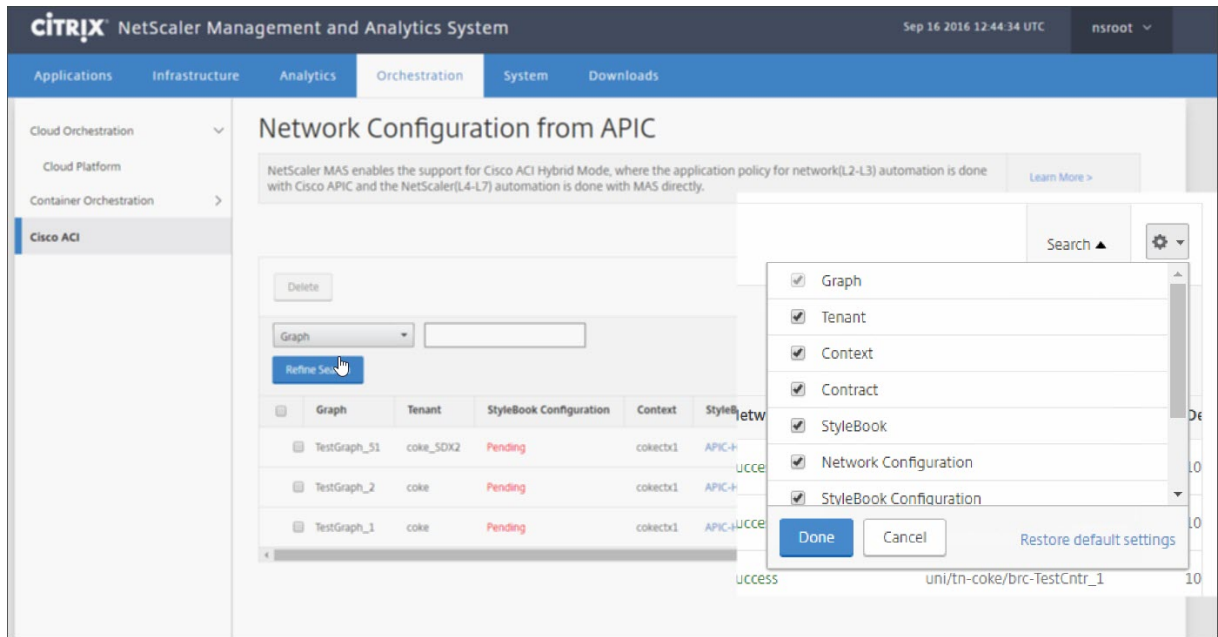 CİTRIX NetScaler Management and Analytics System
Sep 16 2016 12:44:34 UTC
nsroot
Applications Infrastructure Analytics Orchestration System Downloads
Cloud Orchestration
Cloud Platform
Container Orchestration
Cisco ACI
Network Configuration from APIC
NetScaler MAS enables the support for Cisco ACI Hybrid Mode, where the application policy for network(L2-L3) automation is done
with Cisco APIC and the NetScaler(L4-L7) automation is done with MAS directly.
Learn More >
Delete
Graph
Refine
Graph Tenant StyleBook Configuration Context
TestGraph_51 coke_SDX2 Pending cokectx1
TestGraph_2 coke Pending cokectx1
TestGraph_1 coke Pending cokectx1
Search ▲
Graph
Tenant
Context
Contract
StyleBook
Network Configuration
StyleBook Configuration
Done Cancel Restore default settings
uccess uni/tn-coke/brc-TestCntr_1 10